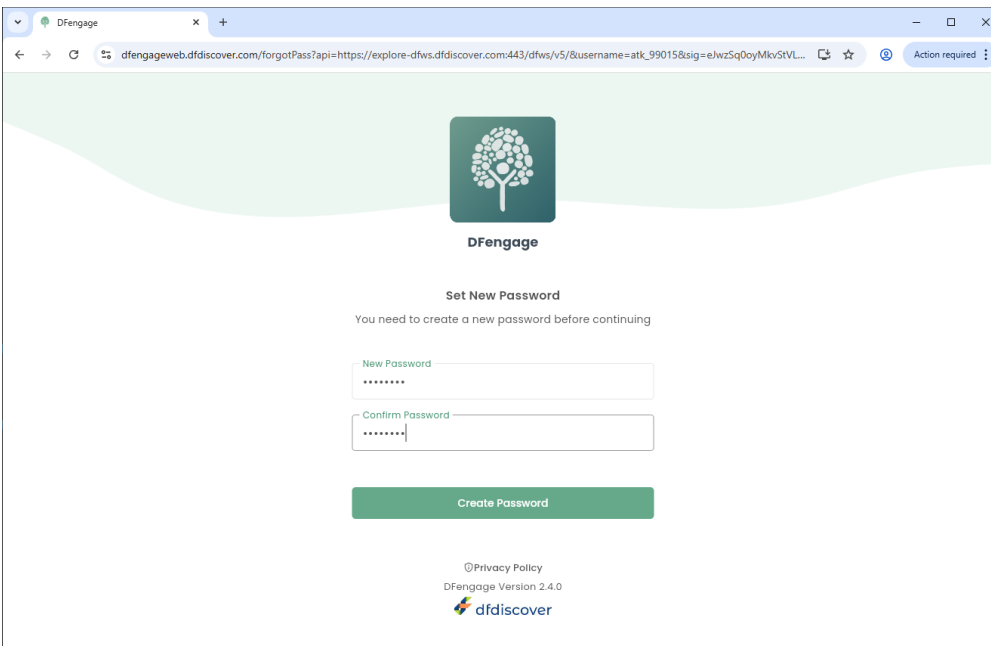 DFengage
Action required
dfengageweb.dfdiscover.com/forgotPass?api=https://explore-dfws.dfdiscover.com:443/dfws/v5/&username=atk_99015&sig=eJwzSq0oyMkvStVL...
DFengage
Set New Password
You need to create a new password before continuing
New Password
••••••••
Confirm Password
••••••••
Create Password
Privacy Policy
DFengage Version 2.4.0
dfdiscover